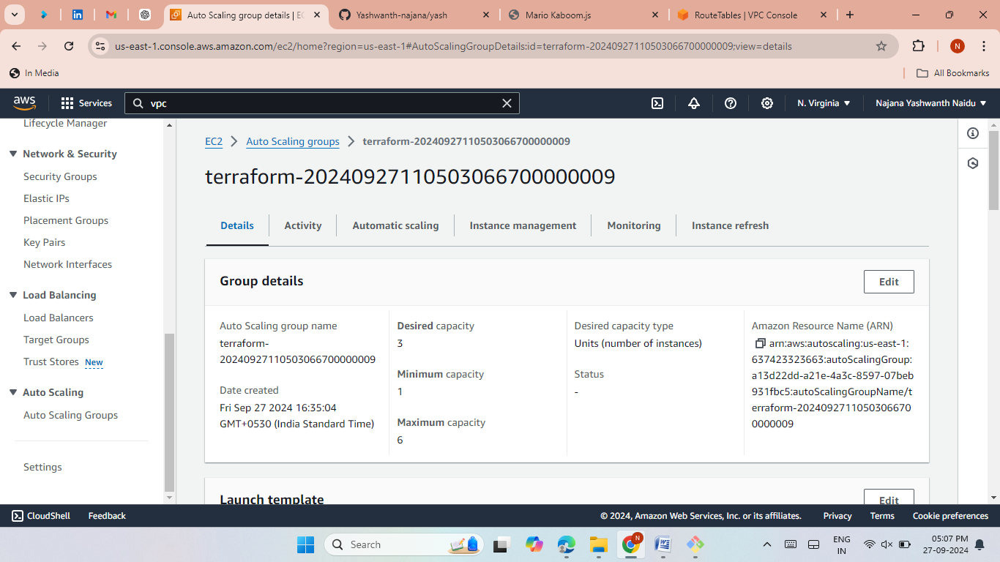 Auto Scaling group details | EC
Yashwanth-najana/yash
Mario Kaboom.js
RouteTables | VPC Console
us-east-1.console.aws.amazon.com/ec2/home?region=us-east-1#AutoScalingGroupDetails:id=terraform-20240927110503066700000009;view=details
N
In Media
All Bookmarks
aws
Services
vpc
N. Virginia
Najana Yashwanth Naidu
Lifecycle Manager
Network & Security
Security Groups
Elastic IPs
Placement Groups
Key Pairs
Network Interfaces
Load Balancing
Load Balancers
Target Groups
Trust Stores New
Auto Scaling
Auto Scaling Groups
Settings
EC2 > Auto Scaling groups > terraform-20240927110503066700000009
terraform-20240927110503066700000009
Details
Activity
Automatic scaling
Instance management
Monitoring
Instance refresh
Group details
Edit
Auto Scaling group name
terraform-
20240927110503066700000009
Date created
Fri Sep 27 2024 16:35:04
GMT+0530 (India Standard Time)
Desired capacity
3
Minimum capacity
1
Maximum capacity
6
Desired capacity type
Units (number of instances)
Status
-
Amazon Resource Name (ARN)
arn:aws:autoscaling:us-east-1:
637423323663:autoScalingGroup:
a13d22dd-a21e-4a3c-8597-07beb
931fbc5:autoScalingGroupName/t
erraform-2024092711050306670
0000009
Launch template
Edit
CloudShell
Feedback
© 2024, Amazon Web Services, Inc. or its affiliates.
Privacy
Terms
Cookie preferences
Search
N
ENG
IN
05:07 PM
27-09-2024